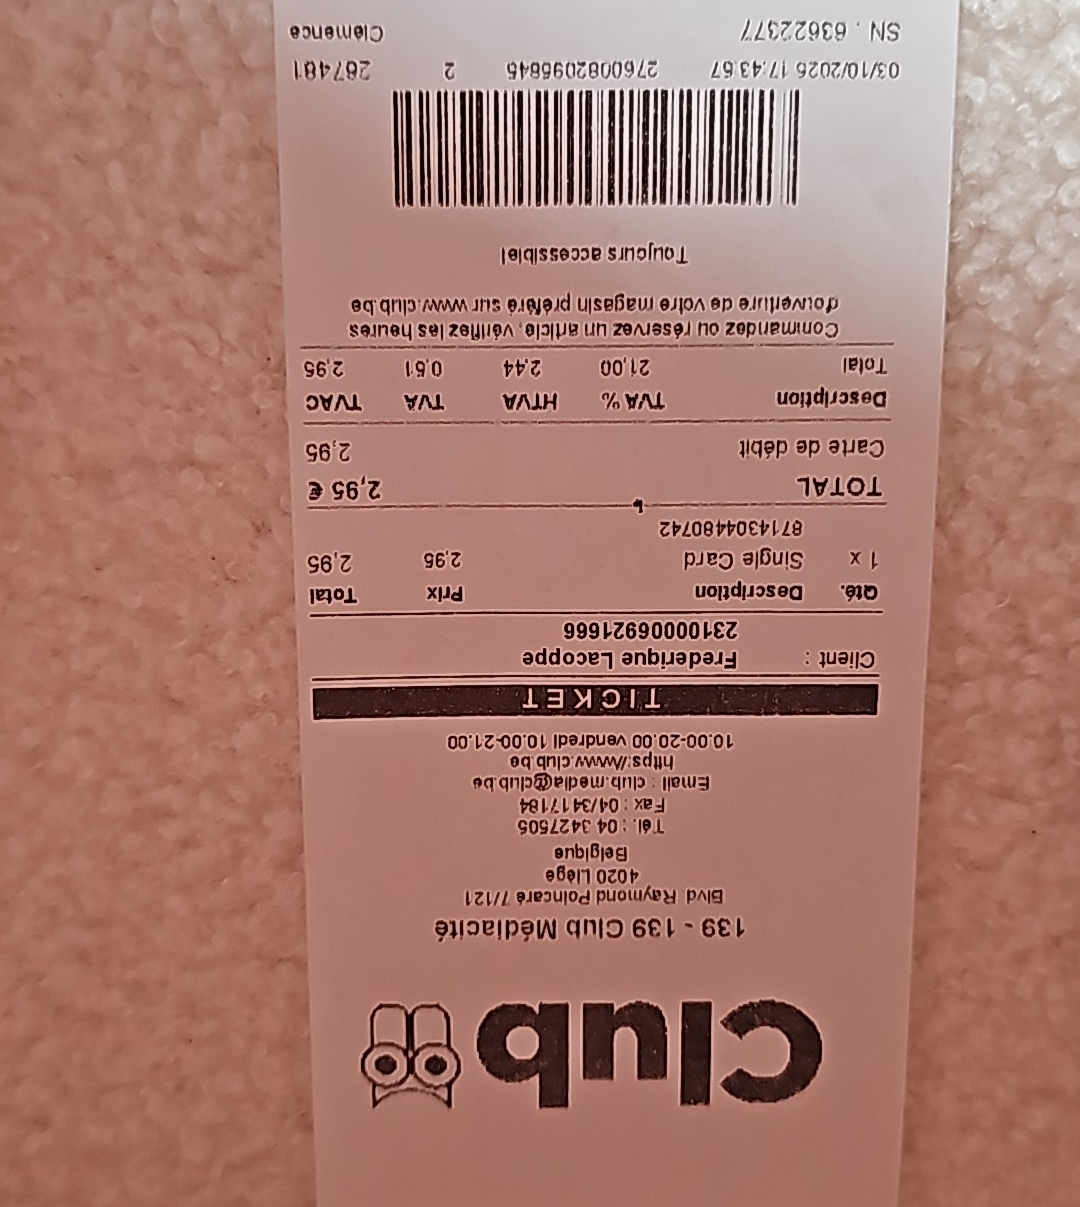 Club
139 - 139 Club Médiacité
Blvd Raymond Poincaré 7/121
4020 Liège
Belgique
Tél. : 04 3427505
Fax : 04/3417184
Email : club.media@club.be
https://www.club.be
10.00-20.00 vendredi 10.00-21.00
TICKET
Client : Frederique Lacoppe
23100006921666
Qté. Description Prix Total
1 x Single Card 2,95 2,95
8714304480742
TOTAL 2,95 €
Carte de débit 2,95
Description TVA % HTVA TVA TVAC
Total 21,00 2,44 0,51 2,95
Commandez ou réservez un article, vérifiez les heures
d'ouverture de votre magasin préféré sur www.club.be
Toujours accessible!
03/10/2025 17:43:57 2760082095845 2 287481
SN : 63622377 Clémence